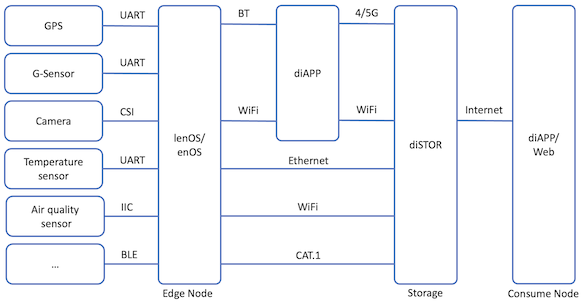 GPS
UART
BT
4/5G
G-Sensor
UART
diAPP
Camera
CSI
WiFi
WiFi
Internet
lenOS/
enOS
diSTOR
diAPP/
Web
Temperature
sensor
UART
Ethernet
Air quality
sensor
IIC
WiFi
...
BLE
CAT.1
Edge Node
Storage
Consume Node